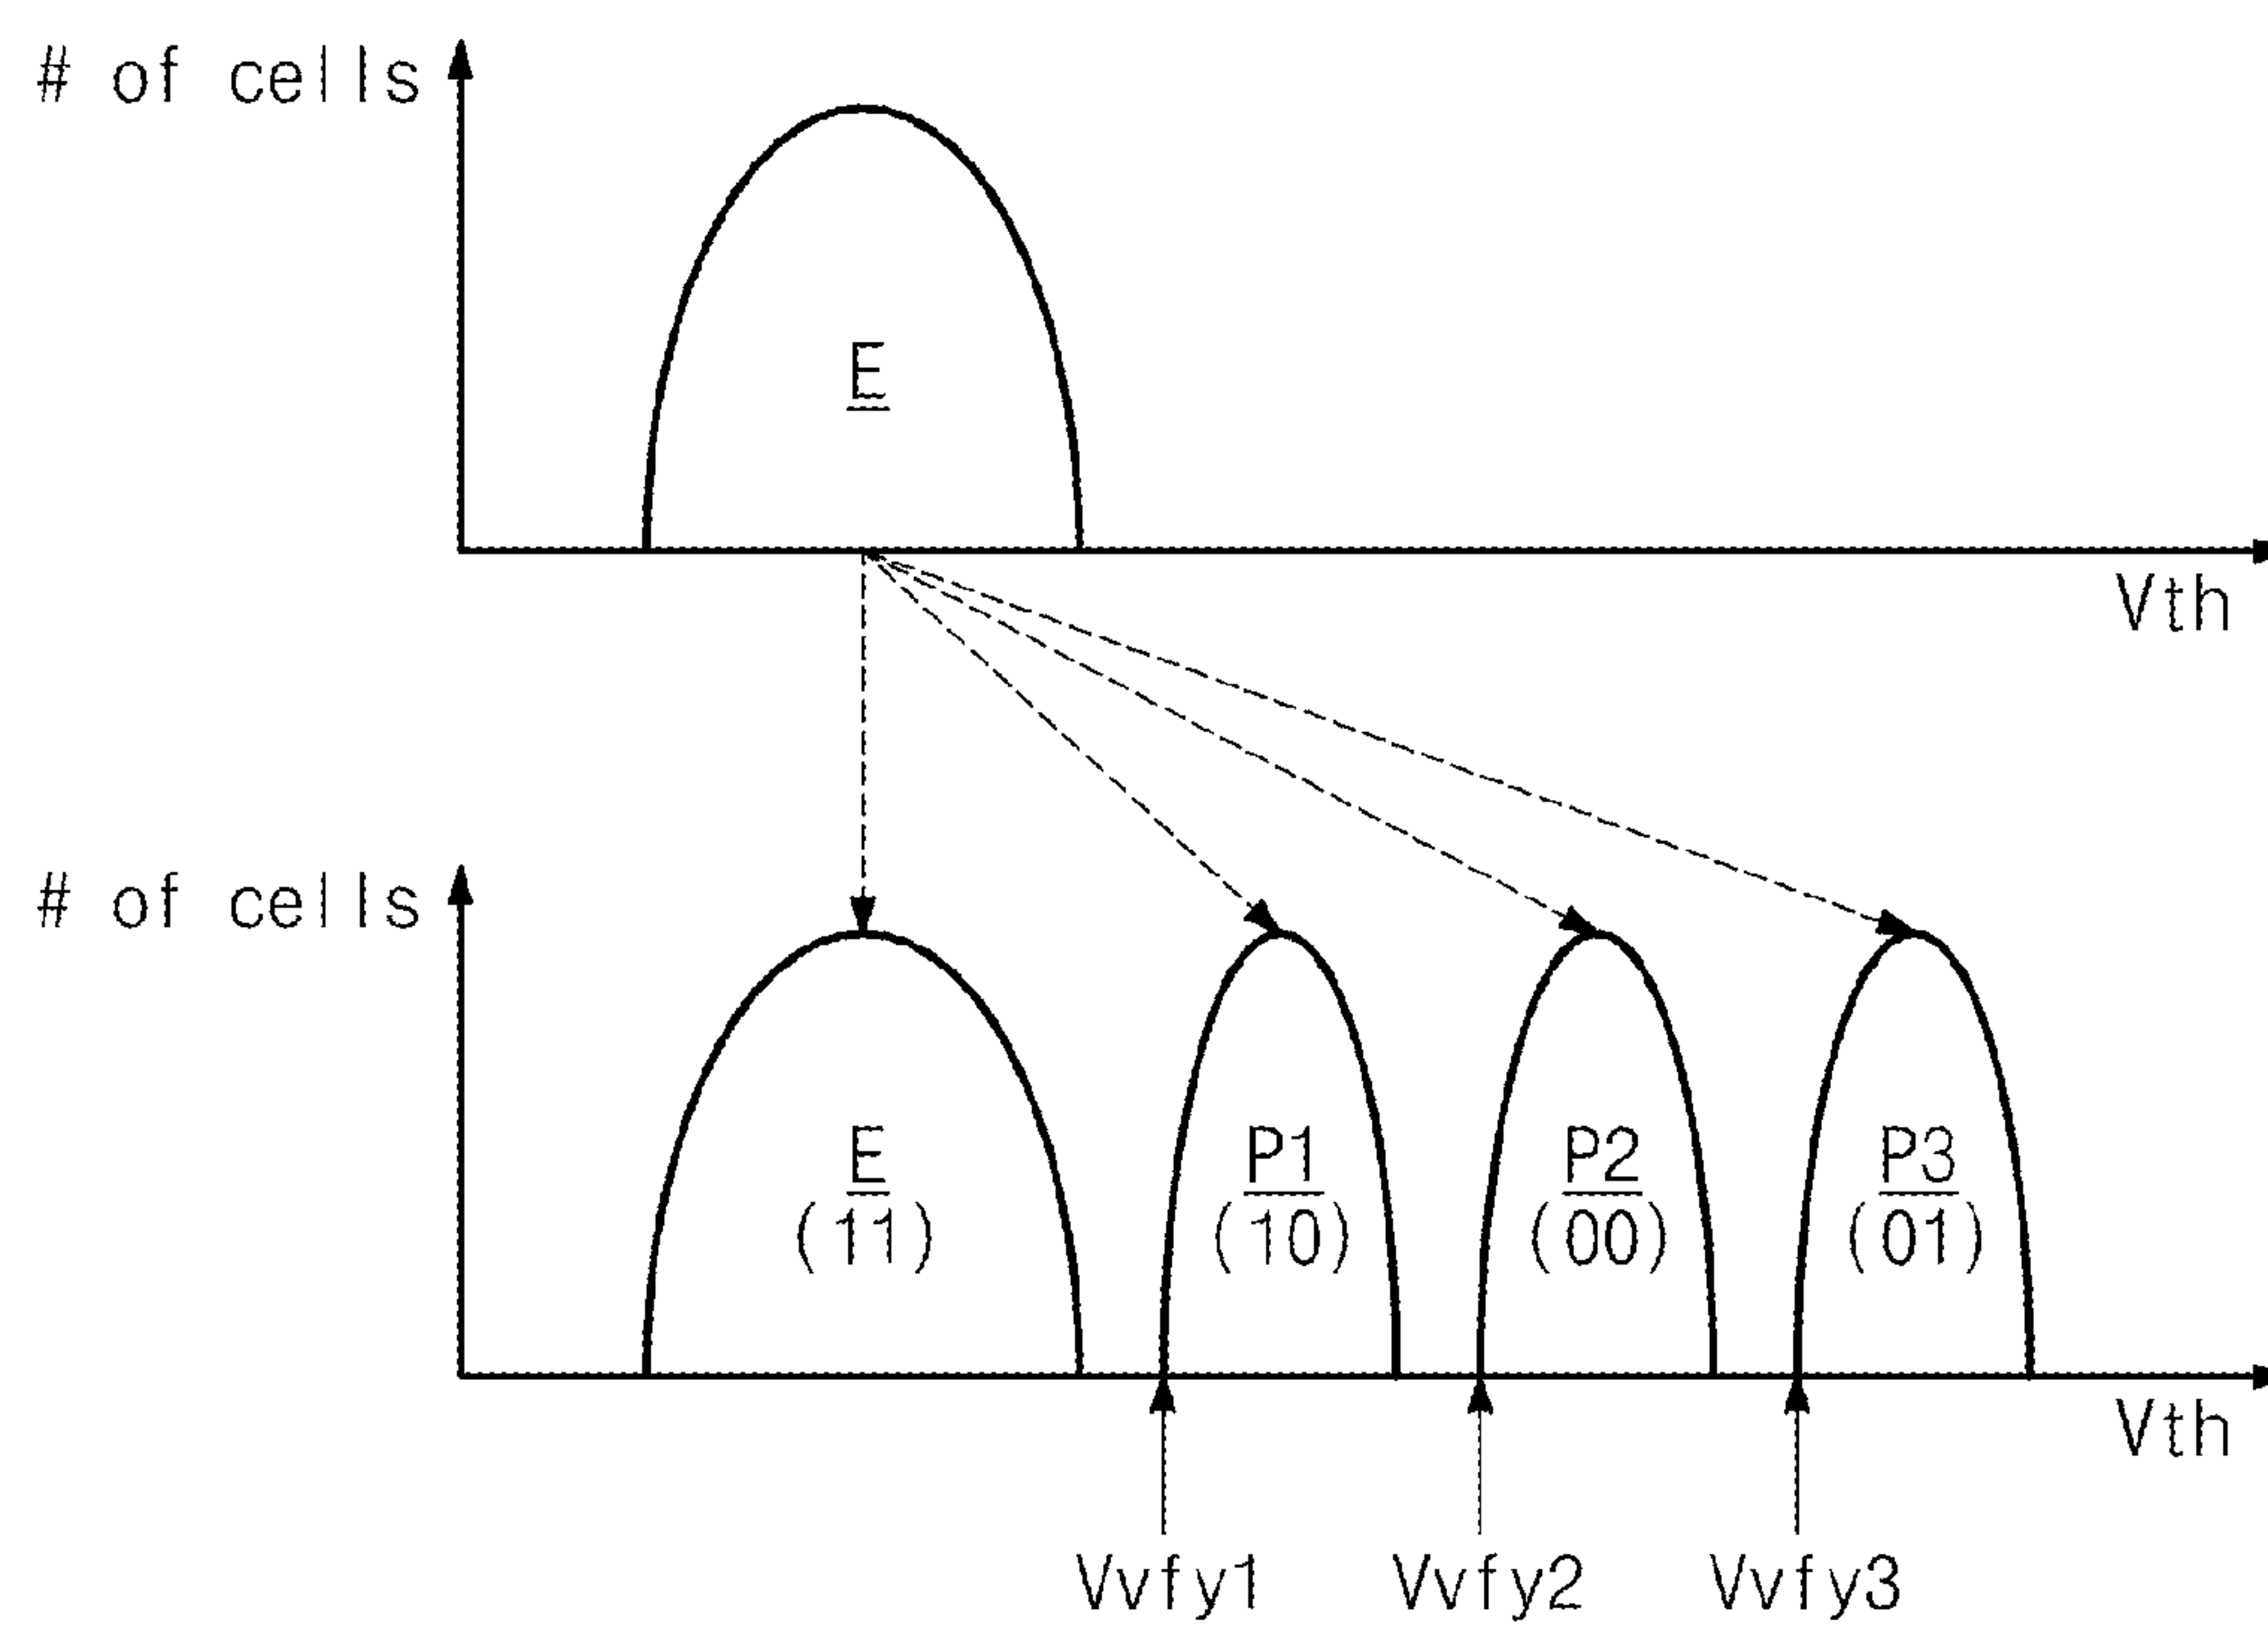 # of cells
E
Vth
# of cells
E P1 P2 P3
(11) (10) (00) (01)
Vth
Vvfy1 Vvfy2 Vvfy3